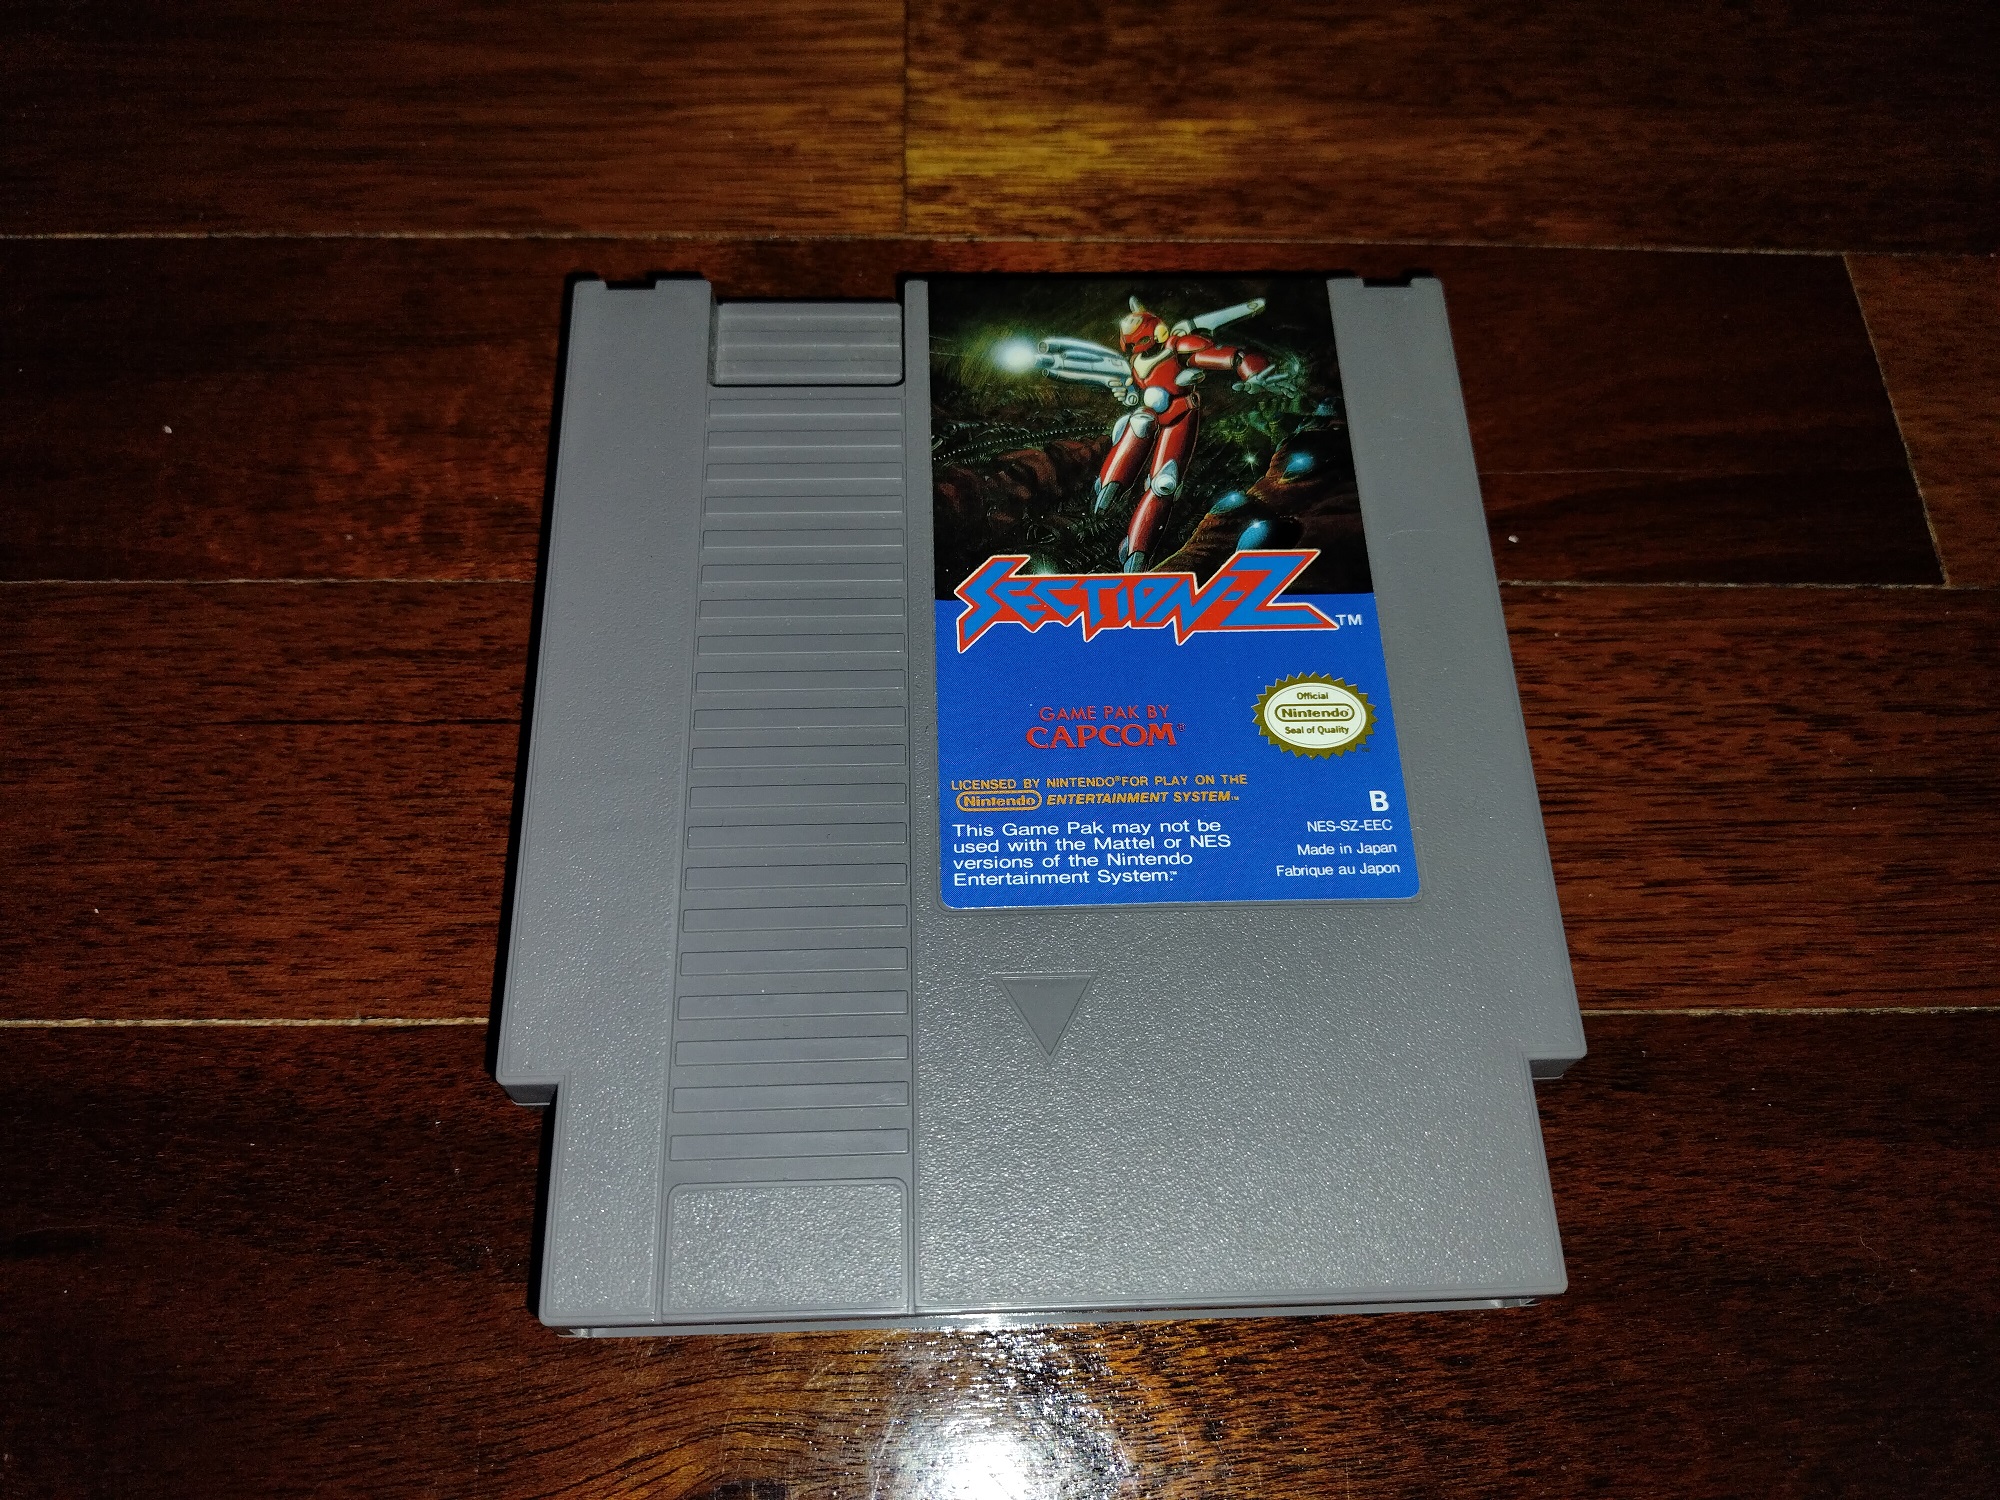 SECTION-Z™
GAME PAK BY
CAPCOM®
Official
Nintendo®
Seal of Quality
LICENSED BY NINTENDO® FOR PLAY ON THE
Nintendo ENTERTAINMENT SYSTEM™
This Game Pak may not be
used with the Mattel or NES
versions of the Nintendo
Entertainment System.™
B
NES-SZ-EEC
Made in Japan
Fabrique au Japon